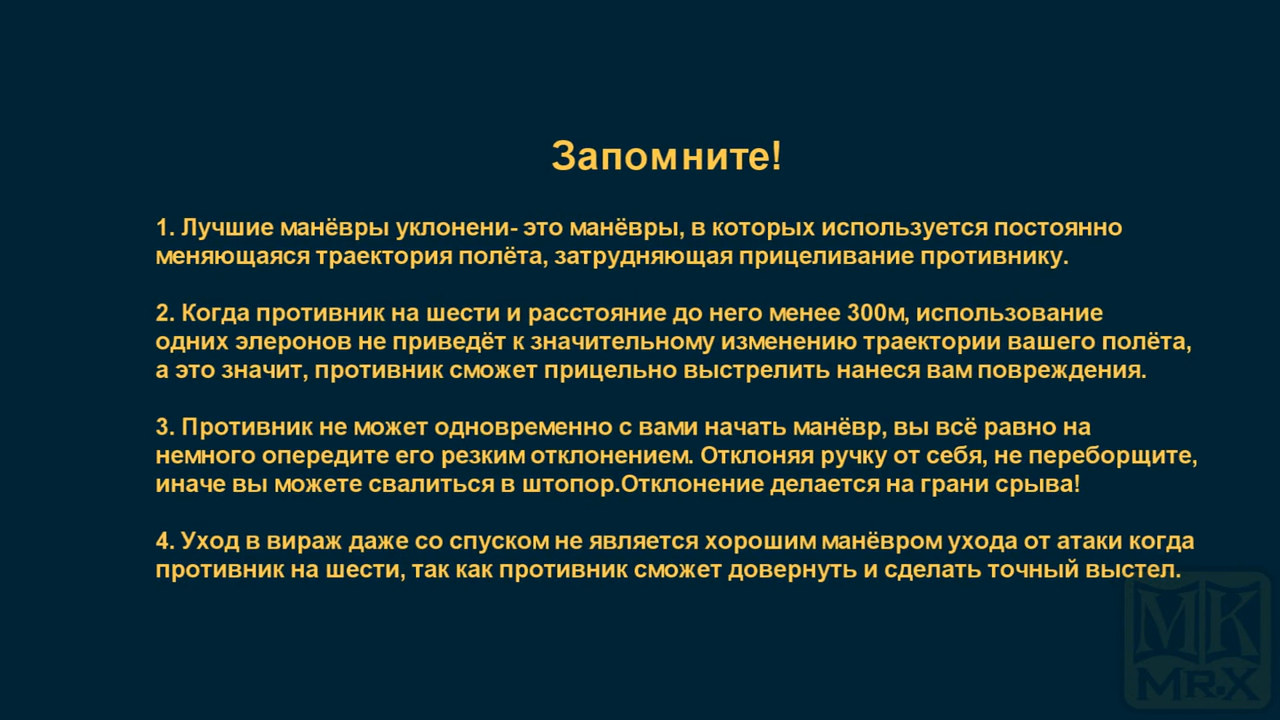 Запомните!
1. Лучшие манёвры уклонени- это манёвры, в которых используется постоянно
меняющаяся траектория полёта, затрудняющая прицеливание противнику.
2. Когда противник на шести и расстояние до него менее 300м, использование
одних элеронов не приведёт к значительному изменению траектории вашего полёта,
а это значит, противник сможет прицельно выстрелить нанеся вам повреждения.
3. Противник не может одновременно с вами начать манёвр, вы всё равно на
немного опередите его резким отклонением. Отклоняя ручку от себя, не переборщите,
иначе вы можете свалиться в штопор.Отклонение делается на грани срыва!
4. Уход в вираж даже со спуском не является хорошим манёвром ухода от атаки когда
противник на шести, так как противник сможет довернуть и сделать точный выстел.
MK
MR.X